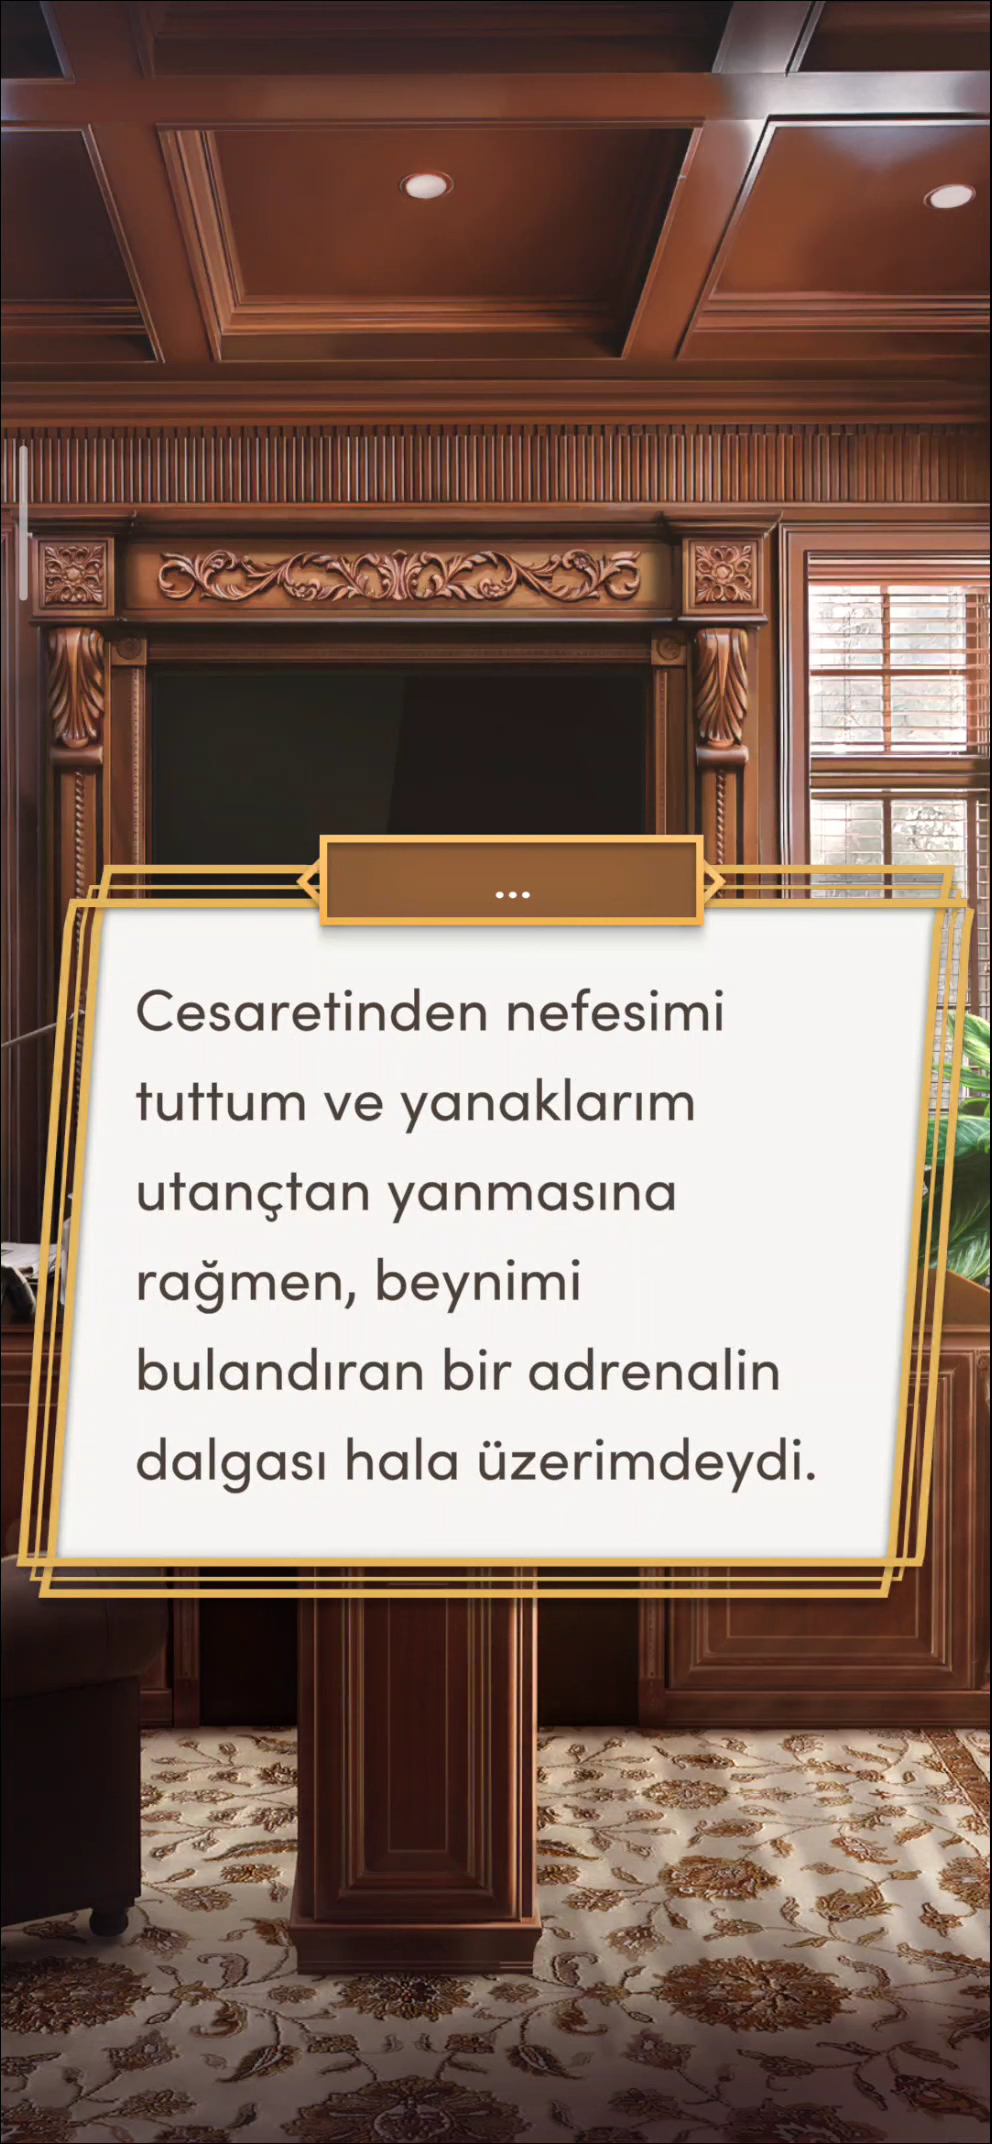 ...
Cesaretinden nefesimi
tuttum ve yanaklarım
utançtan yanmasına
rağmen, beynimi
bulandıran bir adrenalin
dalgası hala üzerimdeydi.